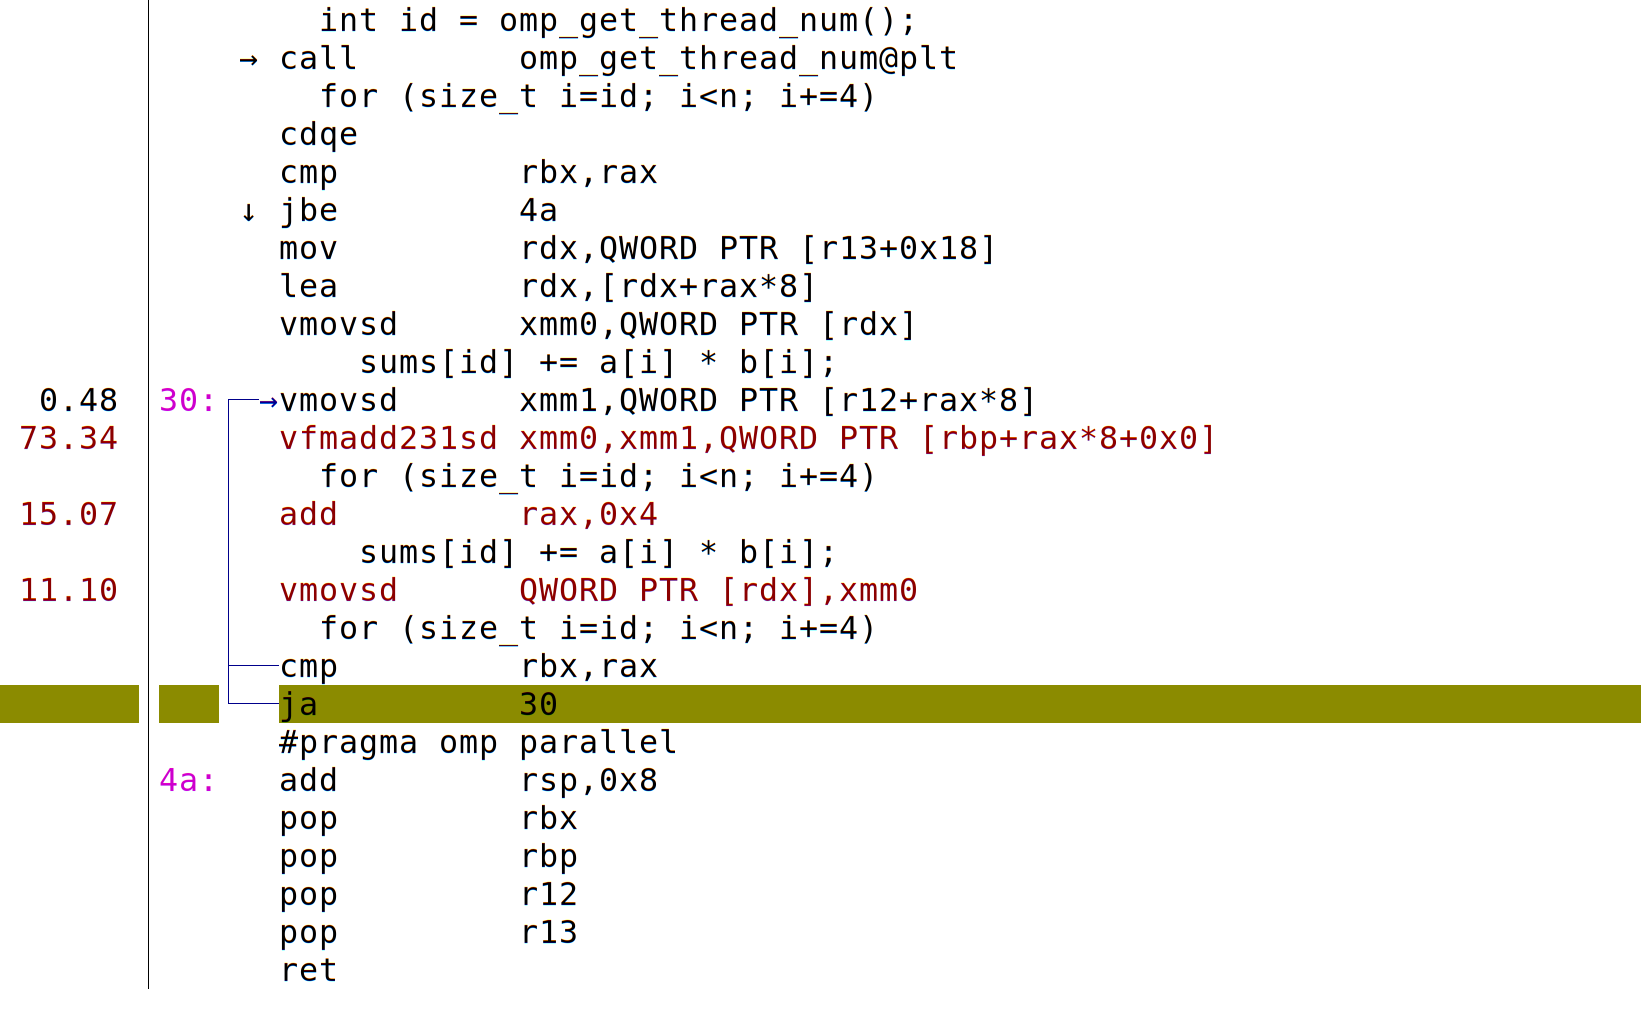 int id = omp_get_thread_num();
→ call omp_get_thread_num@plt
for (size_t i=id; i<n; i+=4)
cdqe
cmp rbx,rax
↓ jbe 4a
mov rdx,QWORD PTR [r13+0x18]
lea rdx,[rdx+rax*8]
vmovsd xmm0,QWORD PTR [rdx]
sums[id] += a[i] * b[i];
0.48 30: →vmovsd xmm1,QWORD PTR [r12+rax*8]
73.34 vfmadd231sd xmm0,xmm1,QWORD PTR [rbp+rax*8+0x0]
for (size_t i=id; i<n; i+=4)
15.07 add rax,0x4
sums[id] += a[i] * b[i];
11.10 vmovsd QWORD PTR [rdx],xmm0
for (size_t i=id; i<n; i+=4)
cmp rbx,rax
ja 30
#pragma omp parallel
4a: add rsp,0x8
pop rbx
pop rbp
pop r12
pop r13
ret